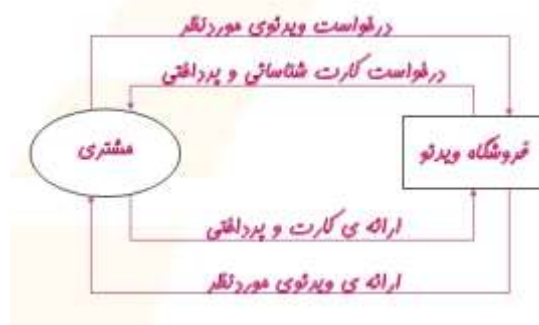 درخواست ویدئوی موردنظر
درخواست کارت شناسائی و پرداختی
مشتری
فروشگاه ویدئو
ارائه ی کارت و پرداختی
ارائه ی ویدئوی موردنظر